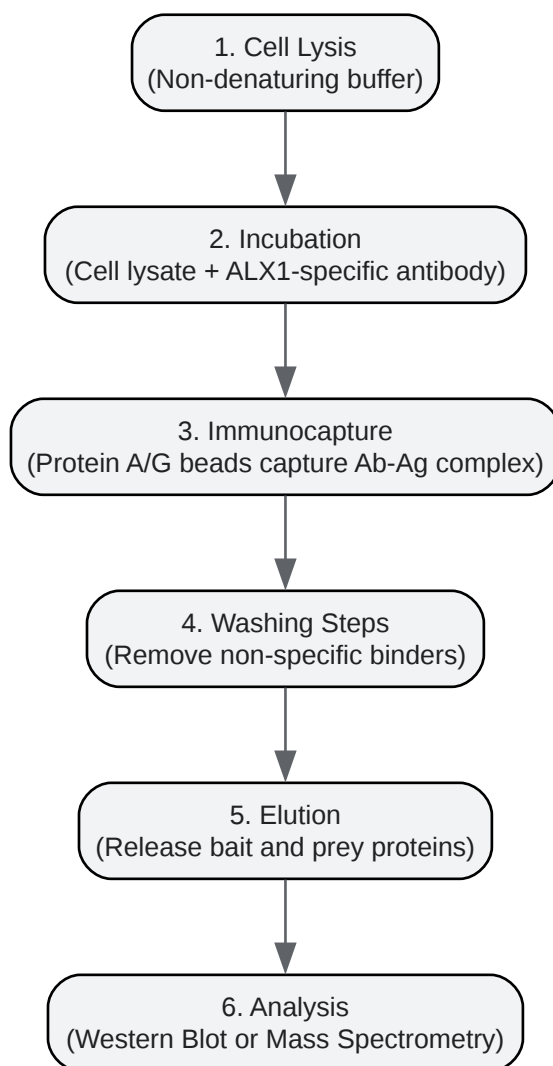 1. Cell Lysis
(Non-denaturing buffer)
2. Incubation
(Cell lysate + ALX1-specific antibody)
3. Immunocapture
(Protein A/G beads capture Ab-Ag complex)
4. Washing Steps
(Remove non-specific binders)
5. Elution
(Release bait and prey proteins)
6. Analysis
(Western Blot or Mass Spectrometry)